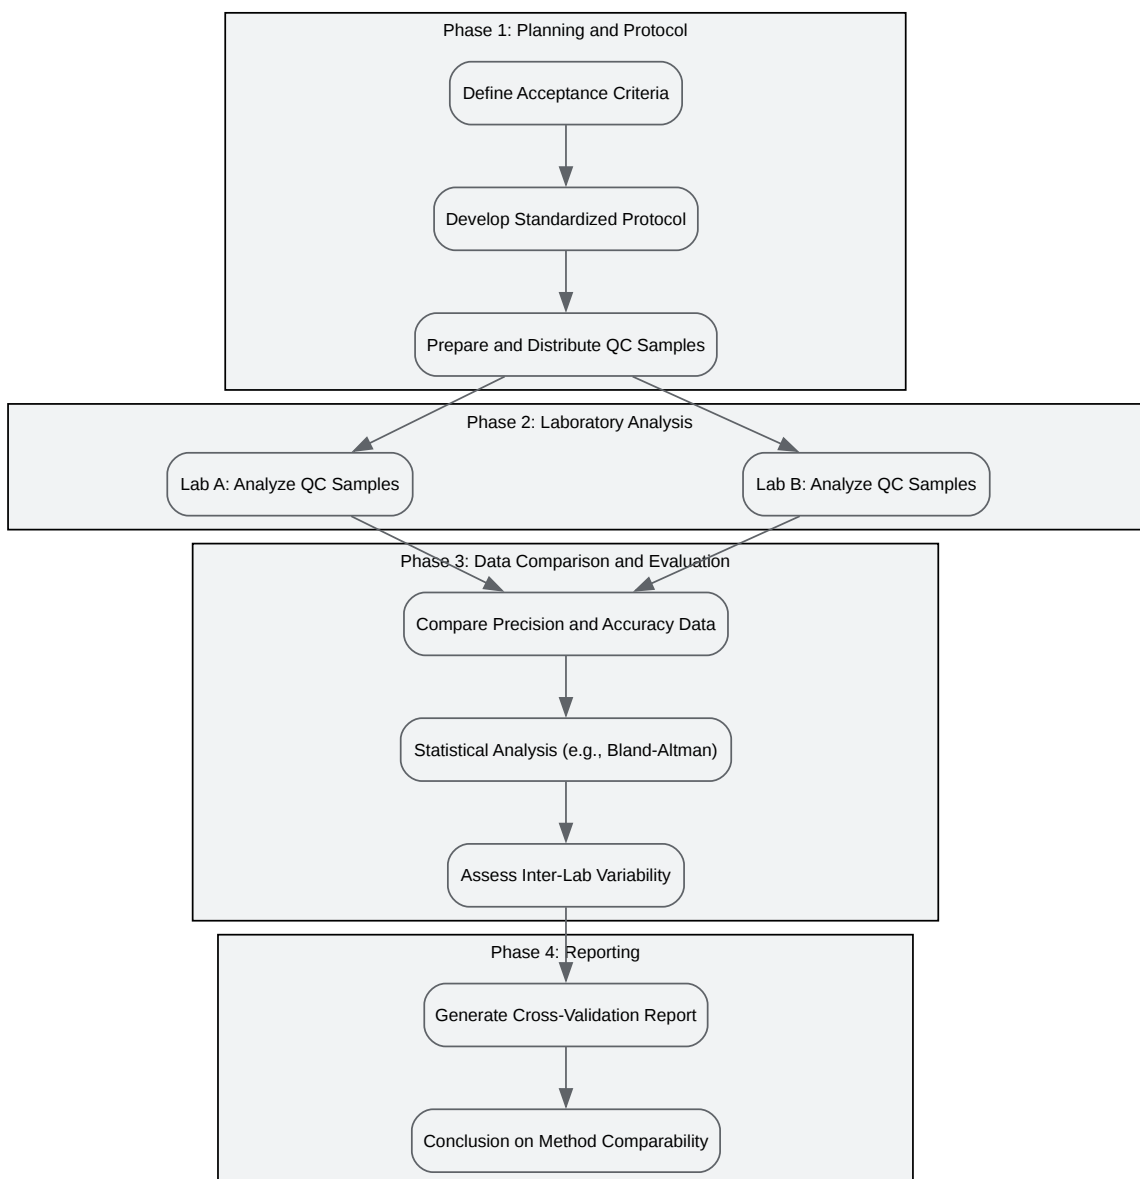 Phase 1: Planning and Protocol
Define Acceptance Criteria
Develop Standardized Protocol
Prepare and Distribute QC Samples
Phase 2: Laboratory Analysis
Lab A: Analyze QC Samples
Lab B: Analyze QC Samples
Phase 3: Data Comparison and Evaluation
Compare Precision and Accuracy Data
Statistical Analysis (e.g., Bland-Altman)
Assess Inter-Lab Variability
Phase 4: Reporting
Generate Cross-Validation Report
Conclusion on Method Comparability